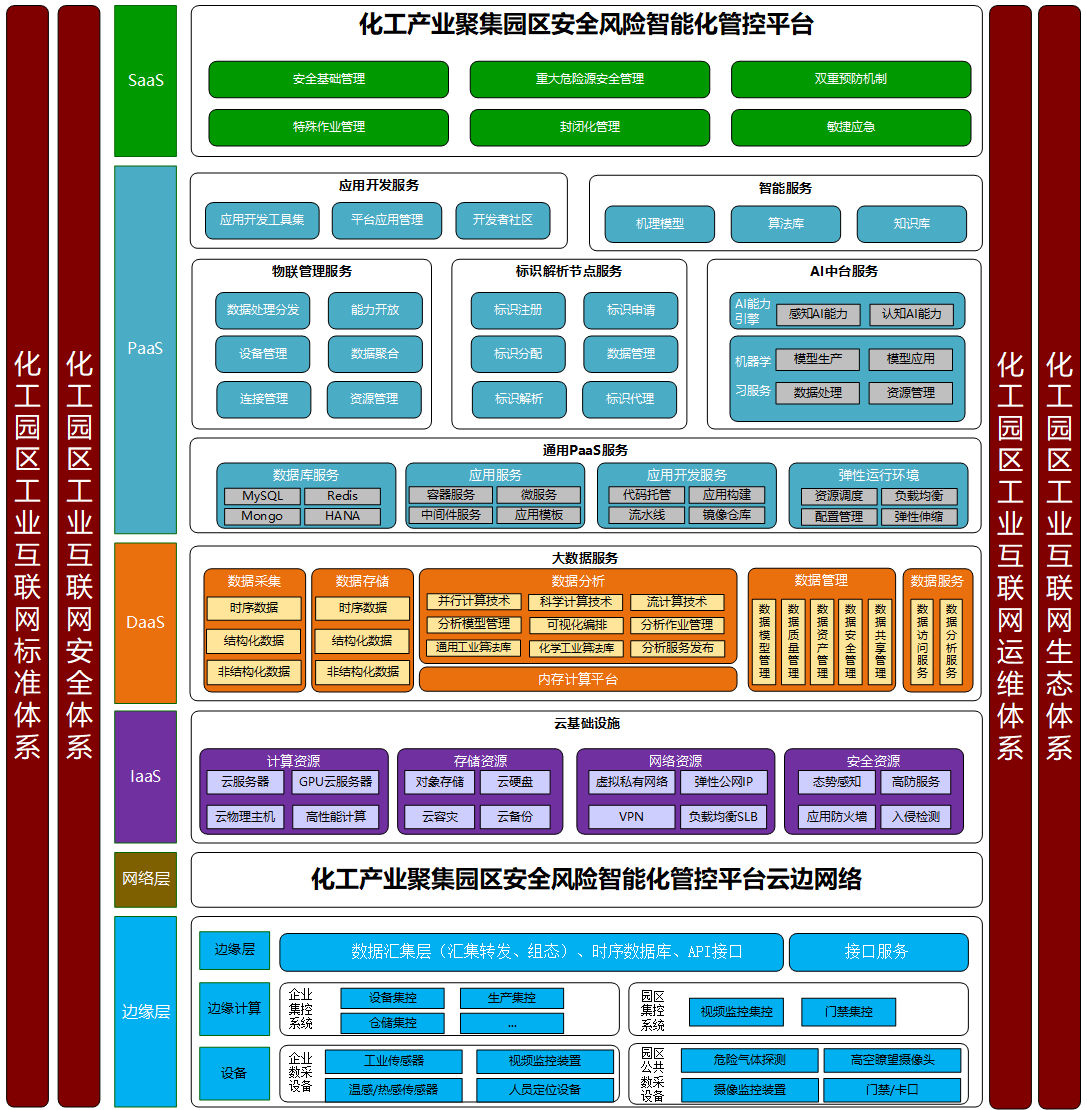 化工园区工业互联网标准体系
化工园区工业互联网安全体系
SaaS
化工产业聚集园区安全风险智能化管控平台
安全基础管理
重大危险源安全管理
双重预防机制
特殊作业管理
封闭化管理
敏捷应急
PaaS
应用开发服务
应用开发工具集
平台应用管理
开发者社区
智能服务
机理模型
算法库
知识库
物联管理服务
数据处理分发
能力开放
设备管理
数据聚合
连接管理
资源管理
标识解析节点服务
标识注册
标识申请
标识分配
数据管理
标识解析
标识代理
AI中台服务
AI能力
引擎
感知AI能力
认知AI能力
机器学
习服务
模型生产
模型应用
数据处理
资源管理
通用PaaS服务
数据库服务
MySQL
Redis
Mongo
HANA
应用服务
容器服务
微服务
中间件服务
应用模板
应用开发服务
代码托管
应用构建
流水线
镜像仓库
弹性运行环境
资源调度
负载均衡
配置管理
弹性伸缩
DaaS
大数据服务
数据采集
时序数据
结构化数据
非结构化数据
数据存储
时序数据
结构化数据
非结构化数据
数据分析
并行计算技术
科学计算技术
流计算技术
分析模型管理
可视化编排
分析作业管理
通用工业算法库
化学工业算法库
分析服务发布
内存计算平台
数据管理
数据模型管理
数据质量管理
数据资产管理
数据安全管理
数据共享管理
数据服务
数据访问服务
数据分析服务
IaaS
云基础设施
计算资源
云服务器
GPU云服务器
云物理主机
高性能计算
存储资源
对象存储
云硬盘
云容灾
云备份
网络资源
虚拟私有网络
弹性公网IP
VPN
负载均衡SLB
安全资源
态势感知
高防服务
应用防火墙
入侵检测
网络层
化工产业聚集园区安全风险智能化管控平台云边网络
边缘层
边缘层
数据汇集层（汇集转发、组态）、时序数据库、API接口
接口服务
边缘计算
企业
集控
系统
设备集控
生产集控
仓储集控
...
园区
集控
系统
视频监控集控
门禁集控
设备
企业
数采
设备
工业传感器
视频监控装置
温感/热感传感器
人员定位设备
园区
公共
数采
设备
危险气体探测
高空瞭望摄像头
摄像监控装置
门禁/卡口
化工园区工业互联网运维体系
化工园区工业互联网生态体系